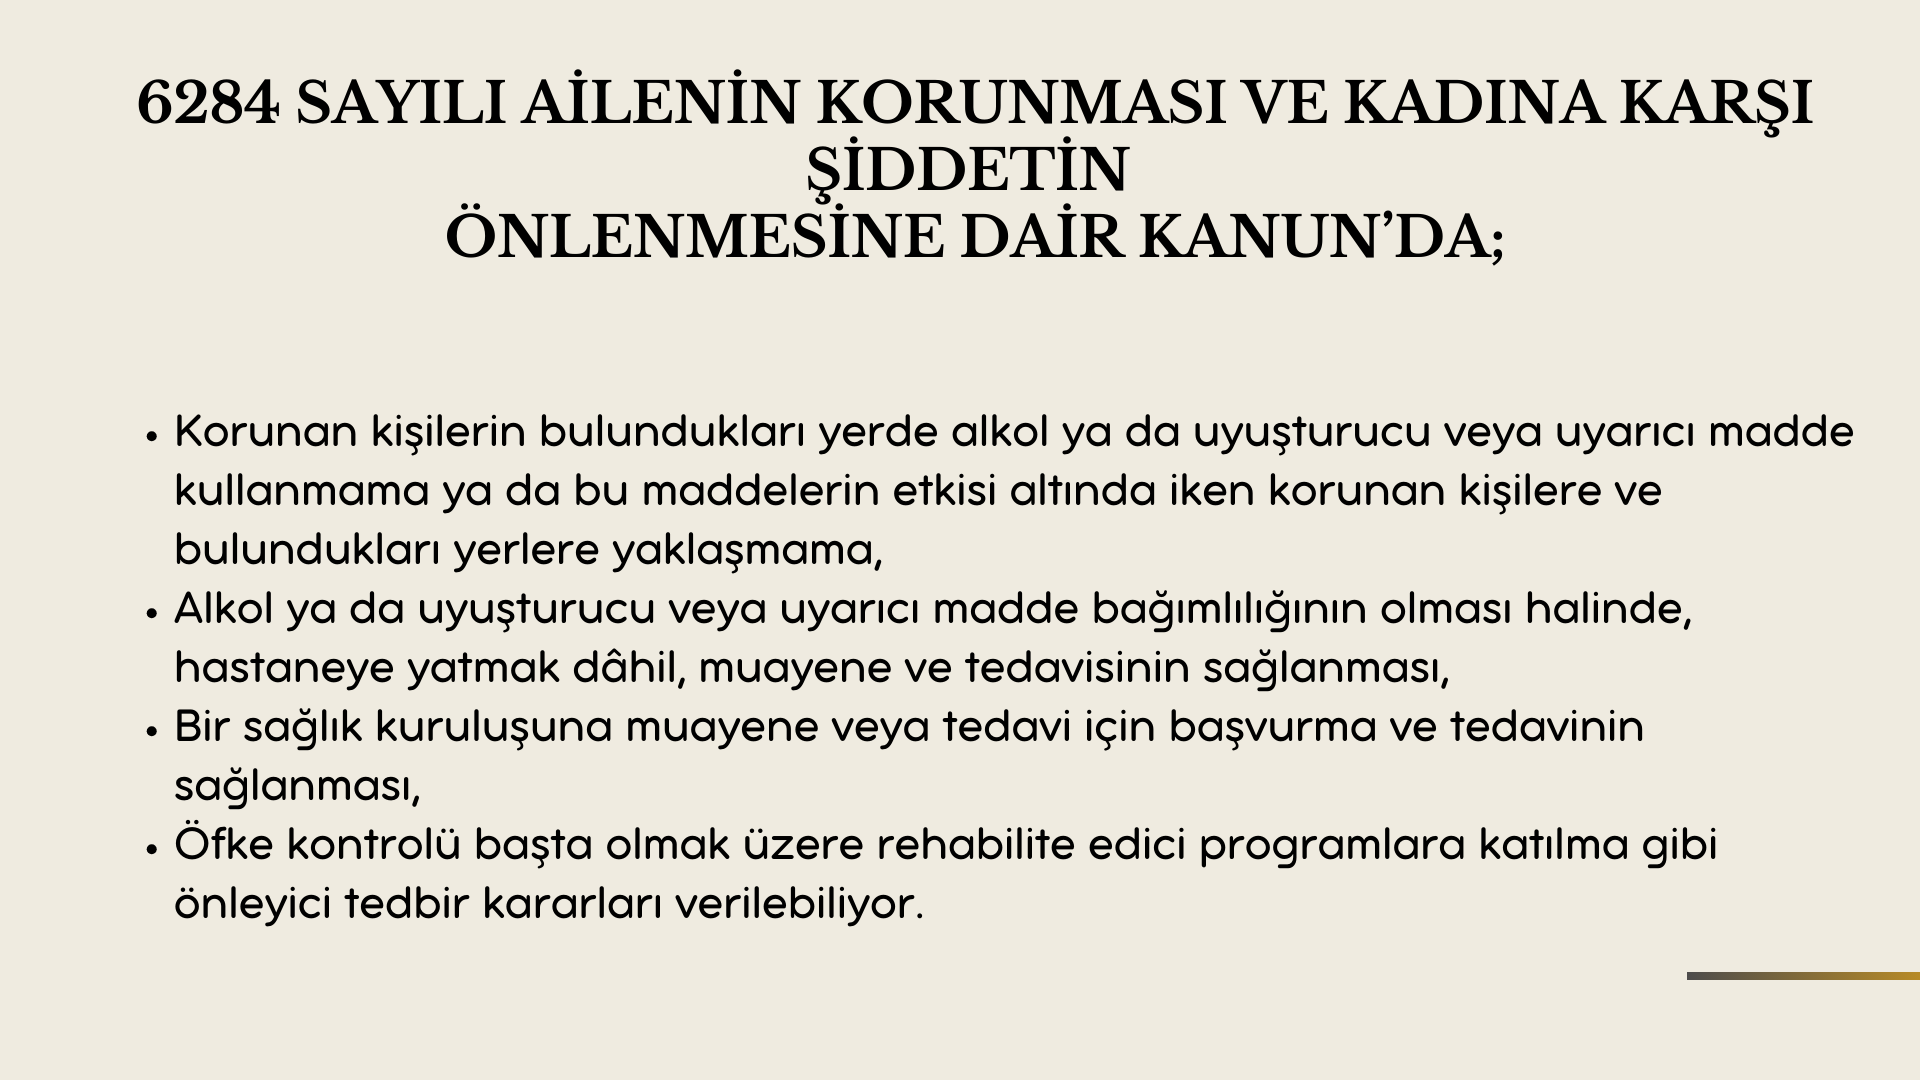 6284 SAYILI AİLENİN KORUNMASI VE KADINA KARŞI
ŞİDDETİN
ÖNLENMESİNE DAİR KANUN’DA;
• Korunan kişilerin bulundukları yerde alkol ya da uyuşturucu veya uyarıcı madde
kullanmama ya da bu maddelerin etkisi altında iken korunan kişilere ve
bulundukları yerlere yaklaşmama,
• Alkol ya da uyuşturucu veya uyarıcı madde bağımlılığının olması halinde,
hastaneye yatmak dâhil, muayene ve tedavisinin sağlanması,
• Bir sağlık kuruluşuna muayene veya tedavi için başvurma ve tedavinin
sağlanması,
• Öfke kontrolü başta olmak üzere rehabilite edici programlara katılma gibi
önleyici tedbir kararları verilebiliyor.